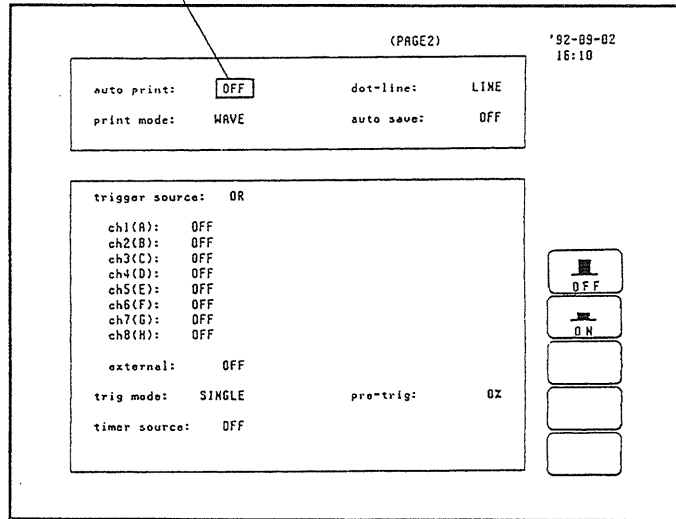 (PAGE2) '92-09-02
16:10
auto print: OFF dot-line: LINE
print mode: WAVE auto save: OFF
trigger source: OR
ch1(A): OFF
ch2(B): OFF
ch3(C): OFF
ch4(D): OFF
ch5(E): OFF
ch6(F): OFF
ch7(G): OFF
ch8(H): OFF
external: OFF
trig mode: SINGLE pre-trig: 0%
timer source: OFF
OFF
ON